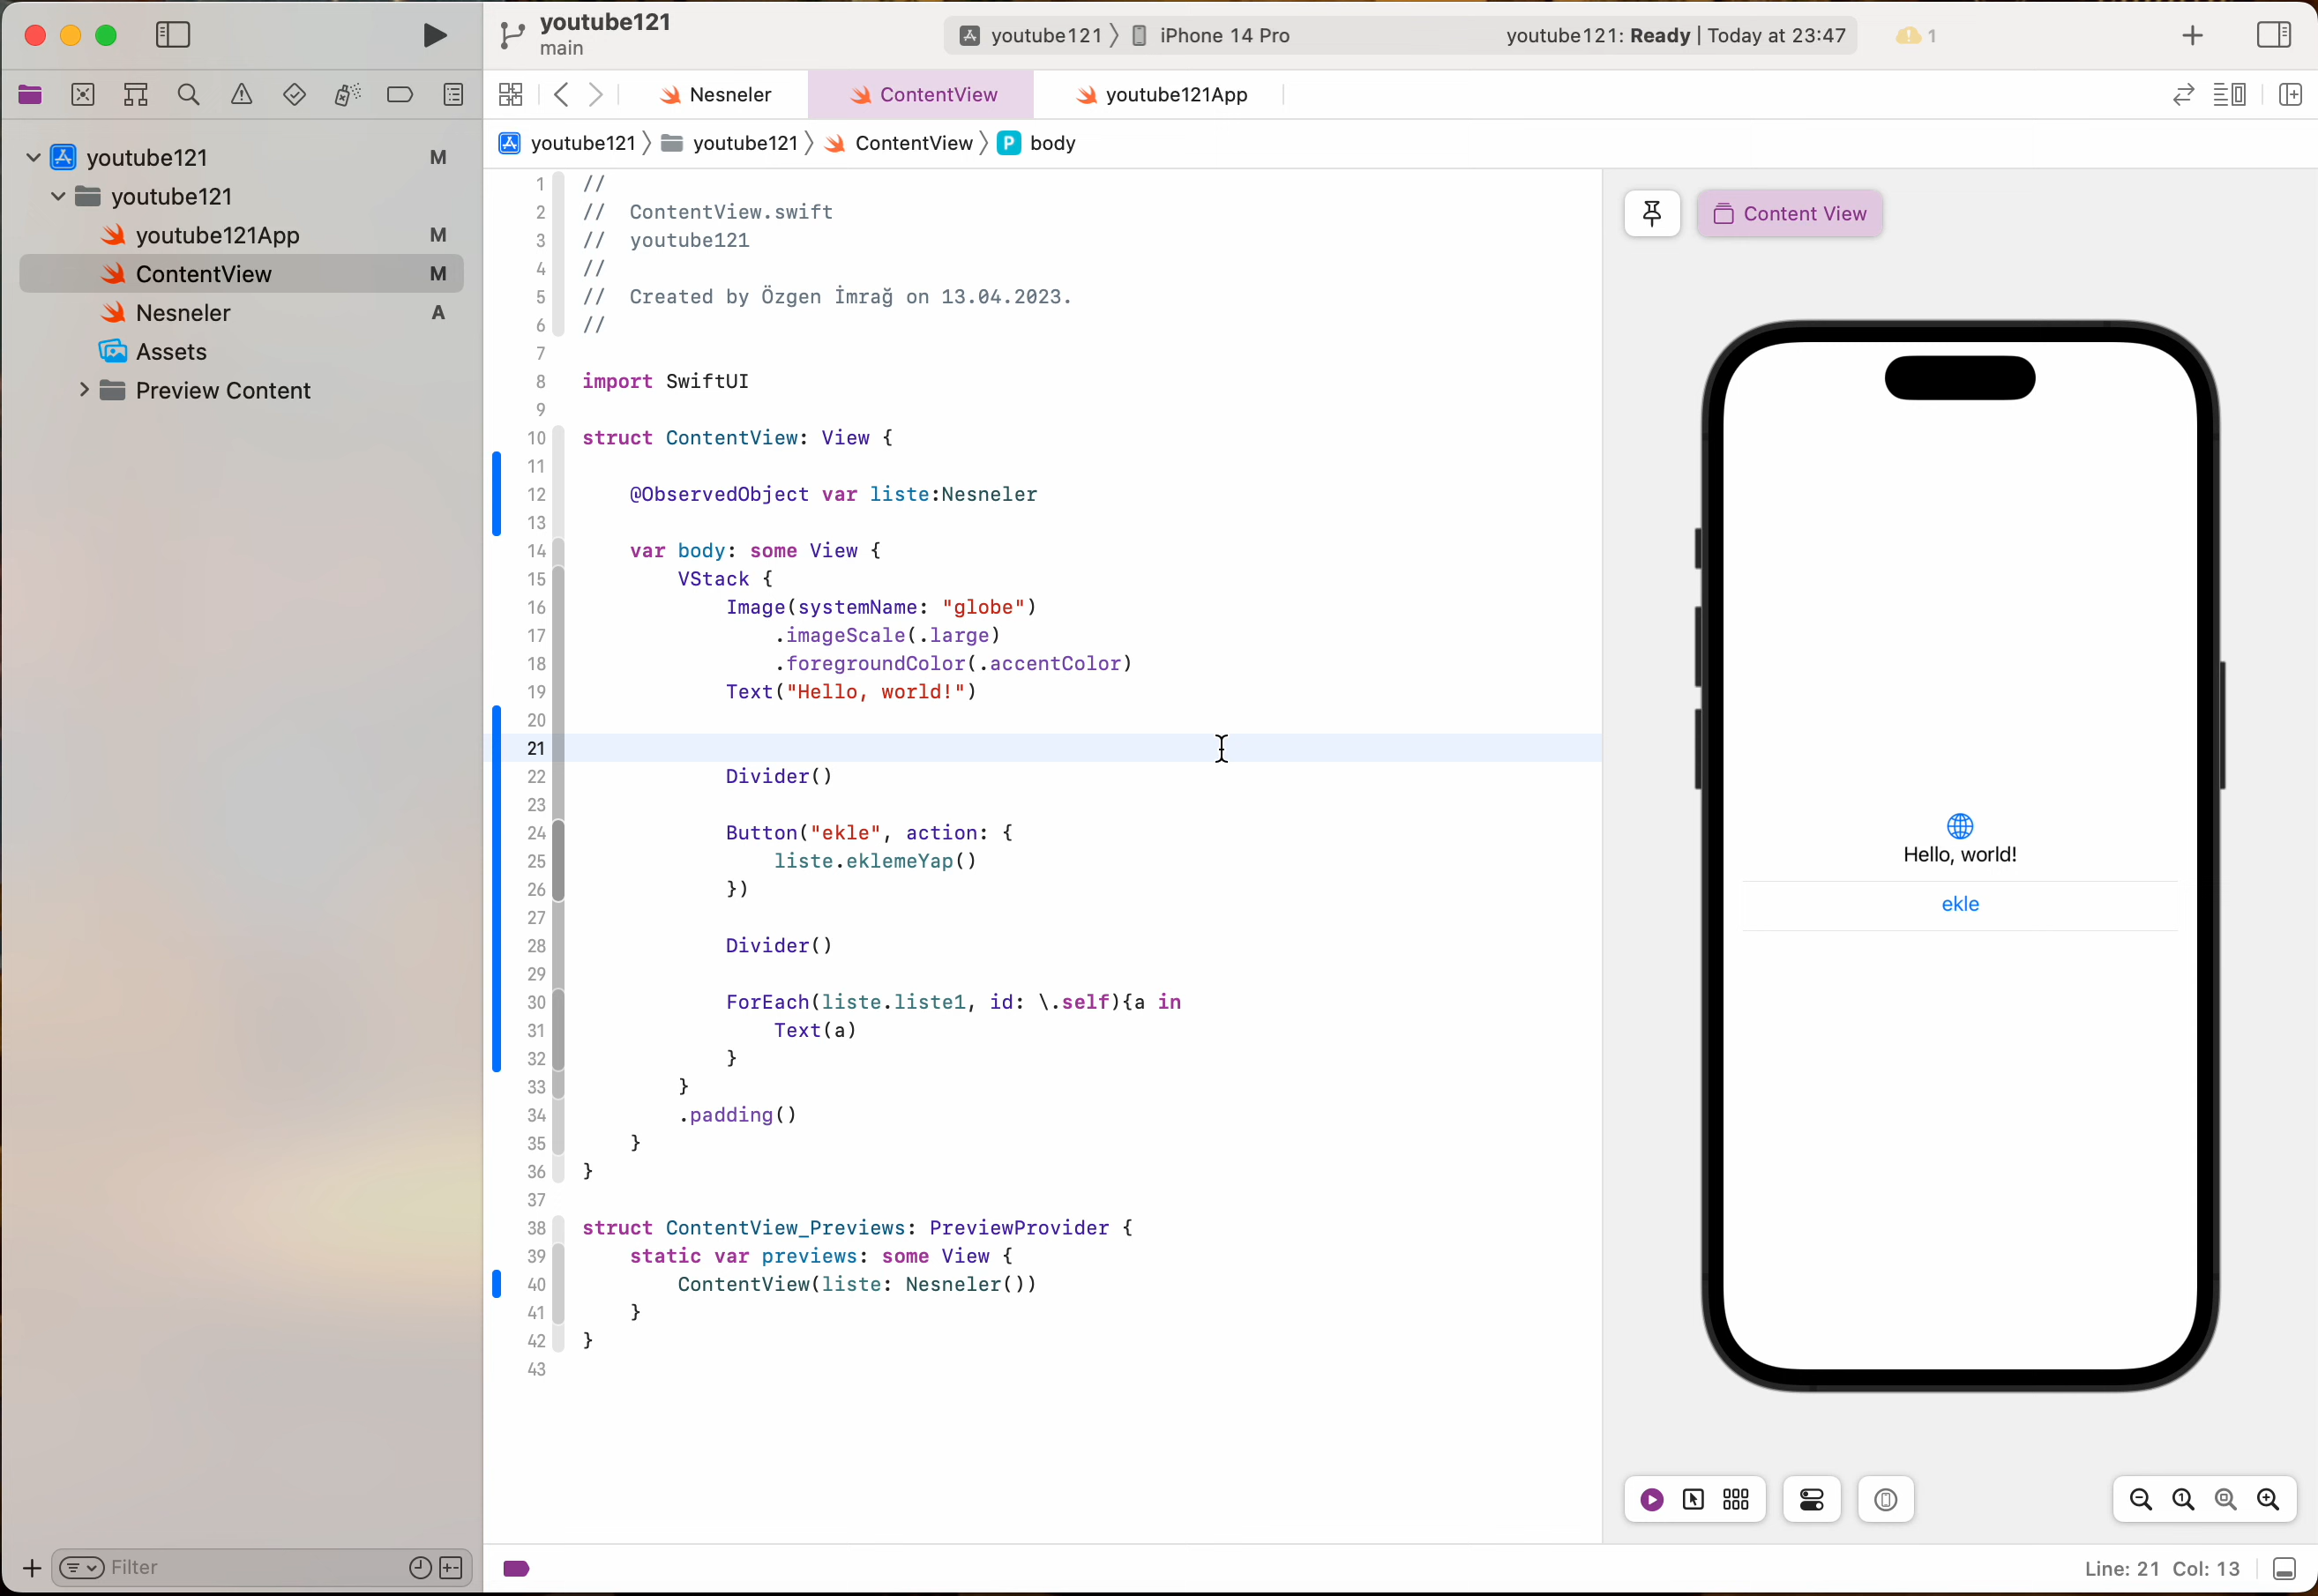 youtube121
main
youtube121 iPhone 14 Pro
youtube121: Ready | Today at 23:47
1
Nesneler
ContentView
youtube121App
youtube121 youtube121 ContentView P body
youtube121 M
youtube121
youtube121App M
ContentView M
Nesneler A
Assets
Preview Content
1 //
2 //  ContentView.swift
3 //  youtube121
4 //
5 //  Created by Özgen İmrağ on 13.04.2023.
6 //
7
8 import SwiftUI
9
10 struct ContentView: View {
11
12     @ObservedObject var liste:Nesneler
13
14     var body: some View {
15         VStack {
16             Image(systemName: "globe")
17                 .imageScale(.large)
18                 .foregroundColor(.accentColor)
19             Text("Hello, world!")
20
21
22             Divider()
23
24             Button("ekle", action: {
25                 liste.eklemeYap()
26             })
27
28             Divider()
29
30             ForEach(liste.liste1, id: \.self){a in
31                 Text(a)
32             }
33         }
34         .padding()
35     }
36 }
37
38 struct ContentView_Previews: PreviewProvider {
39     static var previews: some View {
40         ContentView(liste: Nesneler())
41     }
42 }
43
Content View
Hello, world!
ekle
Filter
Line: 21 Col: 13